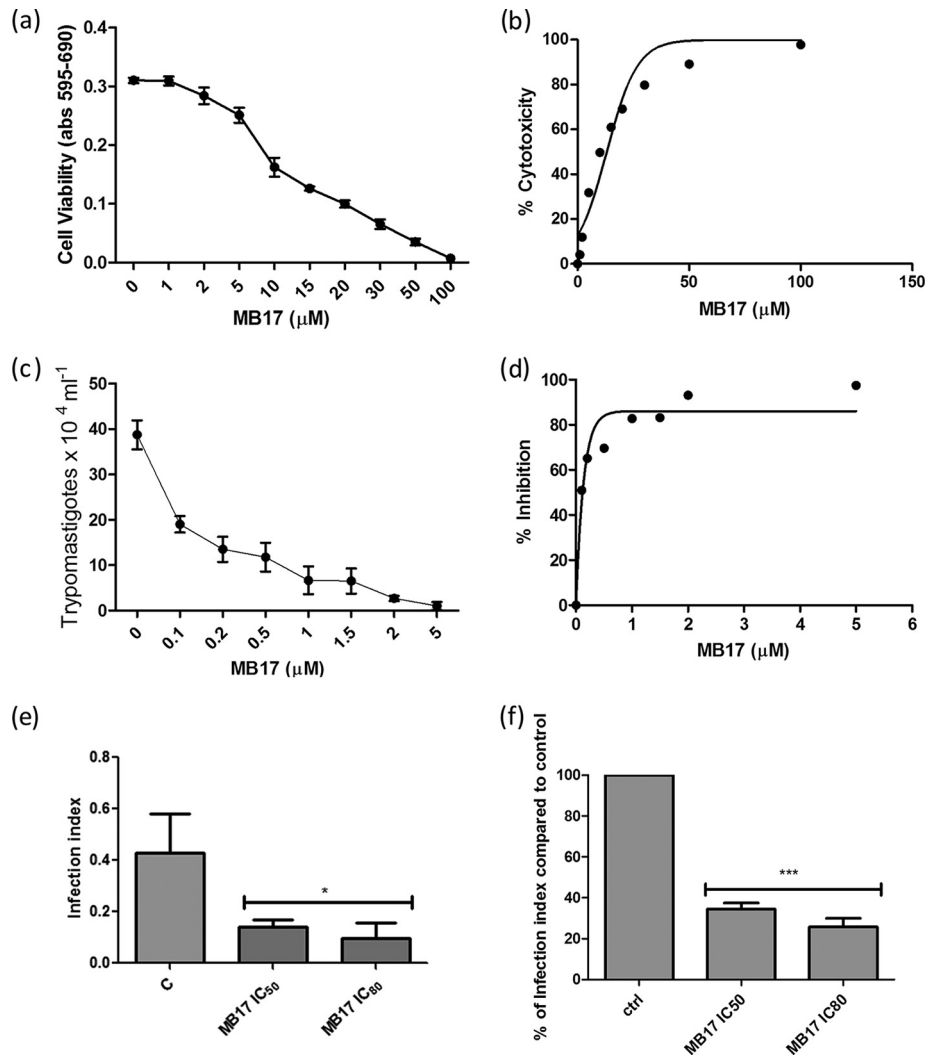 (a)
Cell Viability (abs 595-690)
0.4
0.3
0.2
0.1
0.0
0 1 2 5 10 15 20 30 50 100
MB17 (μM)
(b)
% Cytotoxicity
100
80
60
40
20
0
0 50 100 150
MB17 (μM)
(c)
Trypomastigotes x 10 ⁴ ml⁻¹
50
40
30
20
10
0
0 0.1 0.2 0.5 1 1.5 2 5
MB17 (μM)
(d)
% Inhibition
100
80
60
40
20
0
0 1 2 3 4 5 6
MB17 (μM)
(e)
Infection index
0.8
0.6
0.4
0.2
0.0
*
C
MB17 IC₅₀
MB17 IC₈₀
(f)
% of Infection index compared to control
100
80
60
40
20
0
***
ctrl
MB17 IC50
MB17 IC80